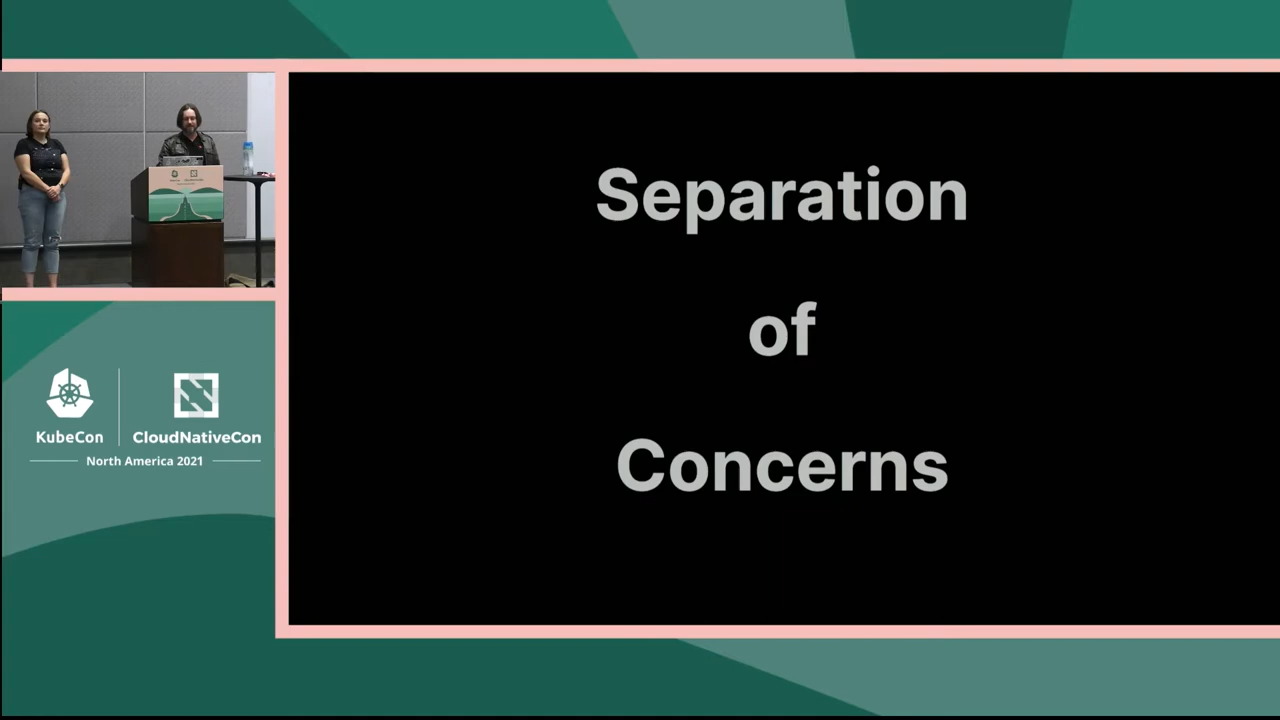 Separation
of
Concerns
KubeCon
CloudNativeCon
North America 2021